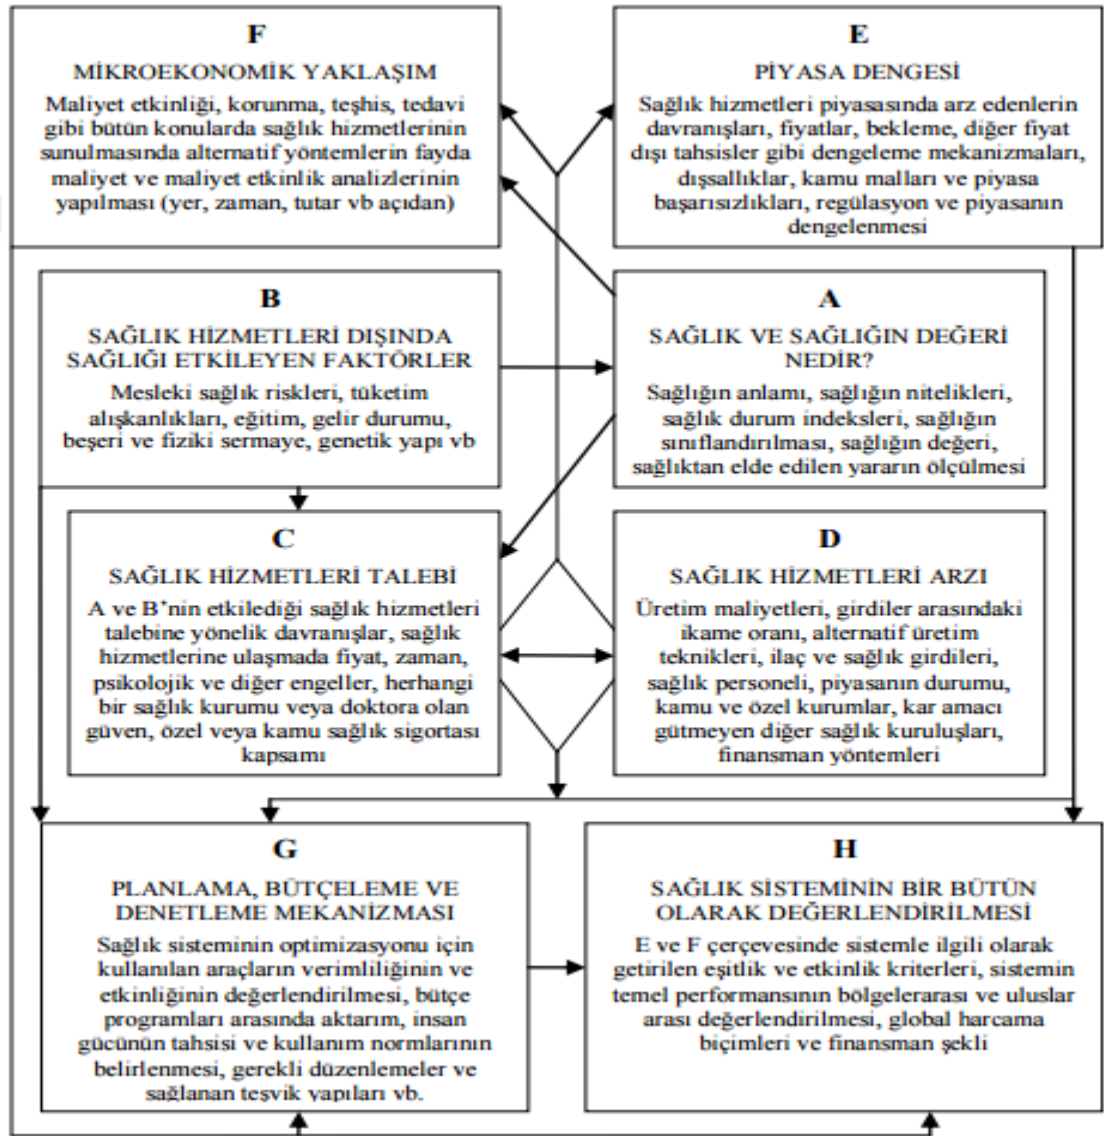 F
MİKROEKONOMİK YAKLAŞIM
Maliyet etkinliği, korunma, teşhis, tedavi
gibi bütün konularda sağlık hizmetlerinin
sunulmasında alternatif yöntemlerin fayda
maliyet ve maliyet etkinlik analizlerinin
yapılması (yer, zaman, tutar vb açıdan)
E
PİYASA DENGESİ
Sağlık hizmetleri piyasasında arz edenlerin
davranışları, fiyatlar, bekleme, diğer fiyat
dışı tahsisler gibi dengeleme mekanizmaları,
dışsallıklar, kamu malları ve piyasa
başarısızlıkları, regülasyon ve piyasanın
dengelenmesi
B
SAĞLIK HİZMETLERİ DIŞINDA
SAĞLIĞI ETKİLEYEN FAKTÖRLER
Mesleki sağlık riskleri, tüketim
alışkanlıkları, eğitim, gelir durumu,
beşeri ve fiziki sermaye, genetik yapı vb
A
SAĞLIK VE SAĞLIĞIN DEĞERİ
NEDİR?
Sağlığın anlamı, sağlığın nitelikleri,
sağlık durum indeksleri, sağlığın
sınıflandırılması, sağlığın değeri,
sağlıktan elde edilen yararın ölçülmesi
C
SAĞLIK HİZMETLERİ TALEBİ
A ve B’nin etkilediği sağlık hizmetleri
talebine yönelik davranışlar, sağlık
hizmetlerine ulaşmada fiyat, zaman,
psikolojik ve diğer engeller, herhangi
bir sağlık kurumu veya doktora olan
güven, özel veya kamu sağlık sigortası
kapsamı
D
SAĞLIK HİZMETLERİ ARZI
Üretim maliyetleri, girdiler arasındaki
ikame oranı, alternatif üretim
teknikleri, ilaç ve sağlık girdileri,
sağlık personeli, piyasanın durumu,
kamu ve özel kurumlar, kar amacı
gütmeyen diğer sağlık kuruluşları,
finansman yöntemleri
G
PLANLAMA, BÜTÇELEME VE
DENETLEME MEKANİZMASI
Sağlık sisteminin optimizasyonu için
kullanılan araçların verimliliğinin ve
etkinliğinin değerlendirilmesi, bütçe
programları arasında aktarım, insan
gücünün tahsisi ve kullanım normlarının
belirlenmesi, gerekli düzenlemeler ve
sağlanan teşvik yapıları vb.
H
SAĞLIK SİSTEMİNİN BİR BÜTÜN
OLARAK DEĞERLENDİRİLMESİ
E ve F çerçevesinde sistemle ilgili olarak
getirilen eşitlik ve etkinlik kriterleri, sistemin
temel performansının bölgelerarası ve uluslar
arası değerlendirilmesi, global harcama
biçimleri ve finansman şekli